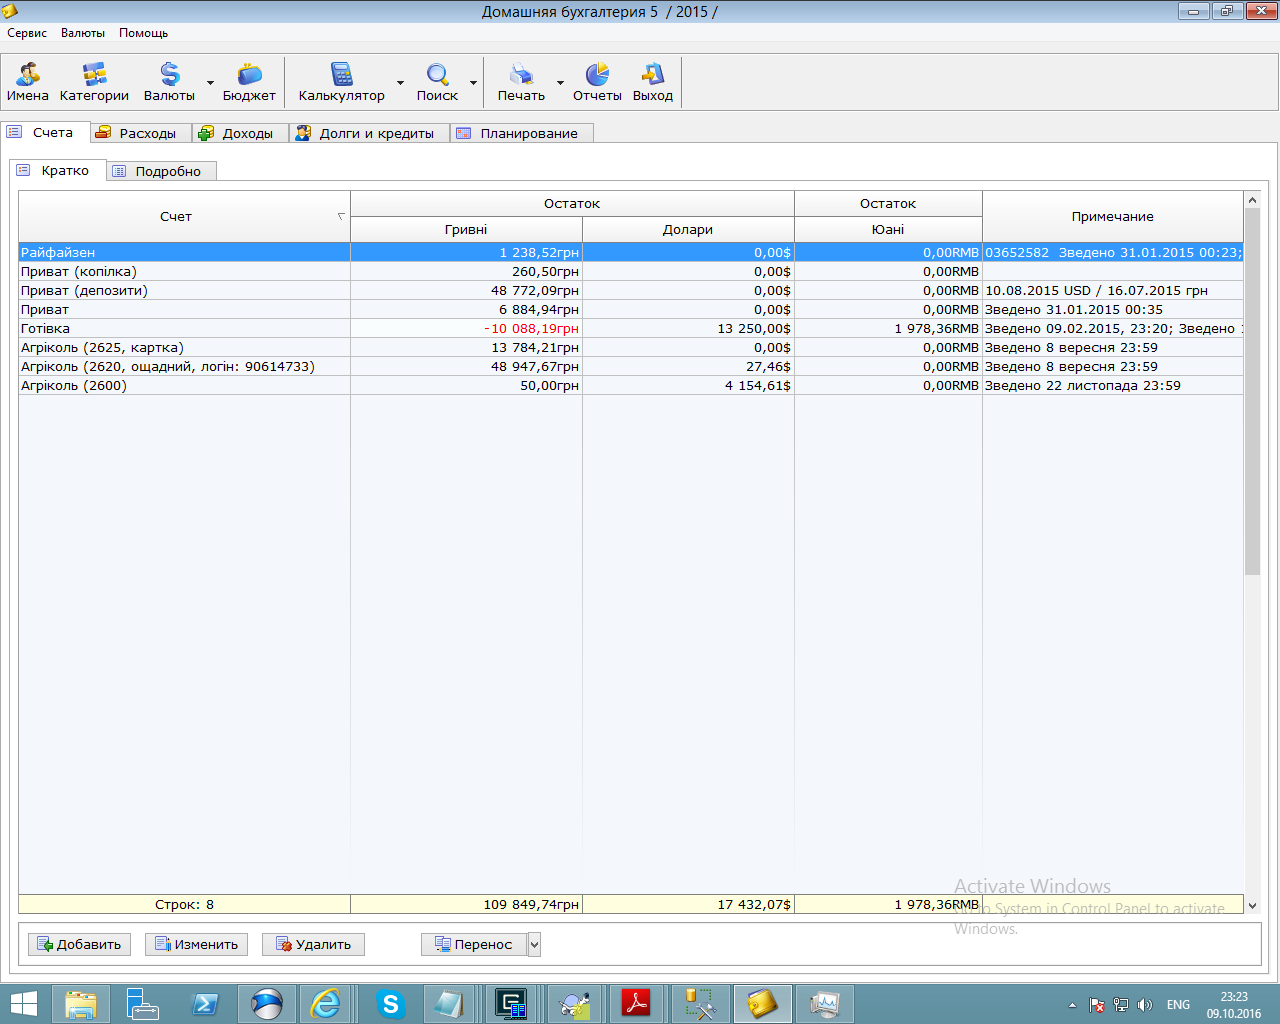 Домашняя бухгалтерия 5 / 2015 /
Сервис Валюты Помощь
Имена Категории Валюты Бюджет Калькулятор Поиск Печать Отчеты Выход
Счета Расходы Доходы Долги и кредиты Планирование
Кратко Подробно
Счет Остаток Остаток Примечание
Гривні Долари Юані
Райфайзен 1 238,52грн 0,00$ 0,00RMB 03652582 Зведено 31.01.2015 00:23;
Приват (копілка) 260,50грн 0,00$ 0,00RMB
Приват (депозити) 48 772,09грн 0,00$ 0,00RMB 10.08.2015 USD / 16.07.2015 грн
Приват 6 884,94грн 0,00$ 0,00RMB Зведено 31.01.2015 00:35
Готівка -10 088,19грн 13 250,00$ 1 978,36RMB Зведено 09.02.2015, 23:20; Зведено
Агріколь (2625, картка) 13 784,21грн 0,00$ 0,00RMB Зведено 8 вересня 23:59
Агріколь (2620, ощадний, логін: 90614733) 48 947,67грн 27,46$ 0,00RMB Зведено 8 вересня 23:59
Агріколь (2600) 50,00грн 4 154,61$ 0,00RMB Зведено 22 листопада 23:59
Activate Windows
Строк: 8 109 849,74грн 17 432,07$ 1 978,36RMB
Go to System in Control Panel to activate
Windows.
Добавить Изменить Удалить Перенос
ENG 23:23
09.10.2016